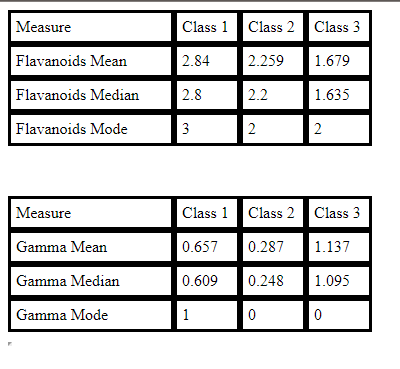 Measure Class 1 Class 2 Class 3
Flavanoids Mean 2.84 2.259 1.679
Flavanoids Median 2.8 2.2 1.635
Flavanoids Mode 3 2 2
Measure Class 1 Class 2 Class 3
Gamma Mean 0.657 0.287 1.137
Gamma Median 0.609 0.248 1.095
Gamma Mode 1 0 0